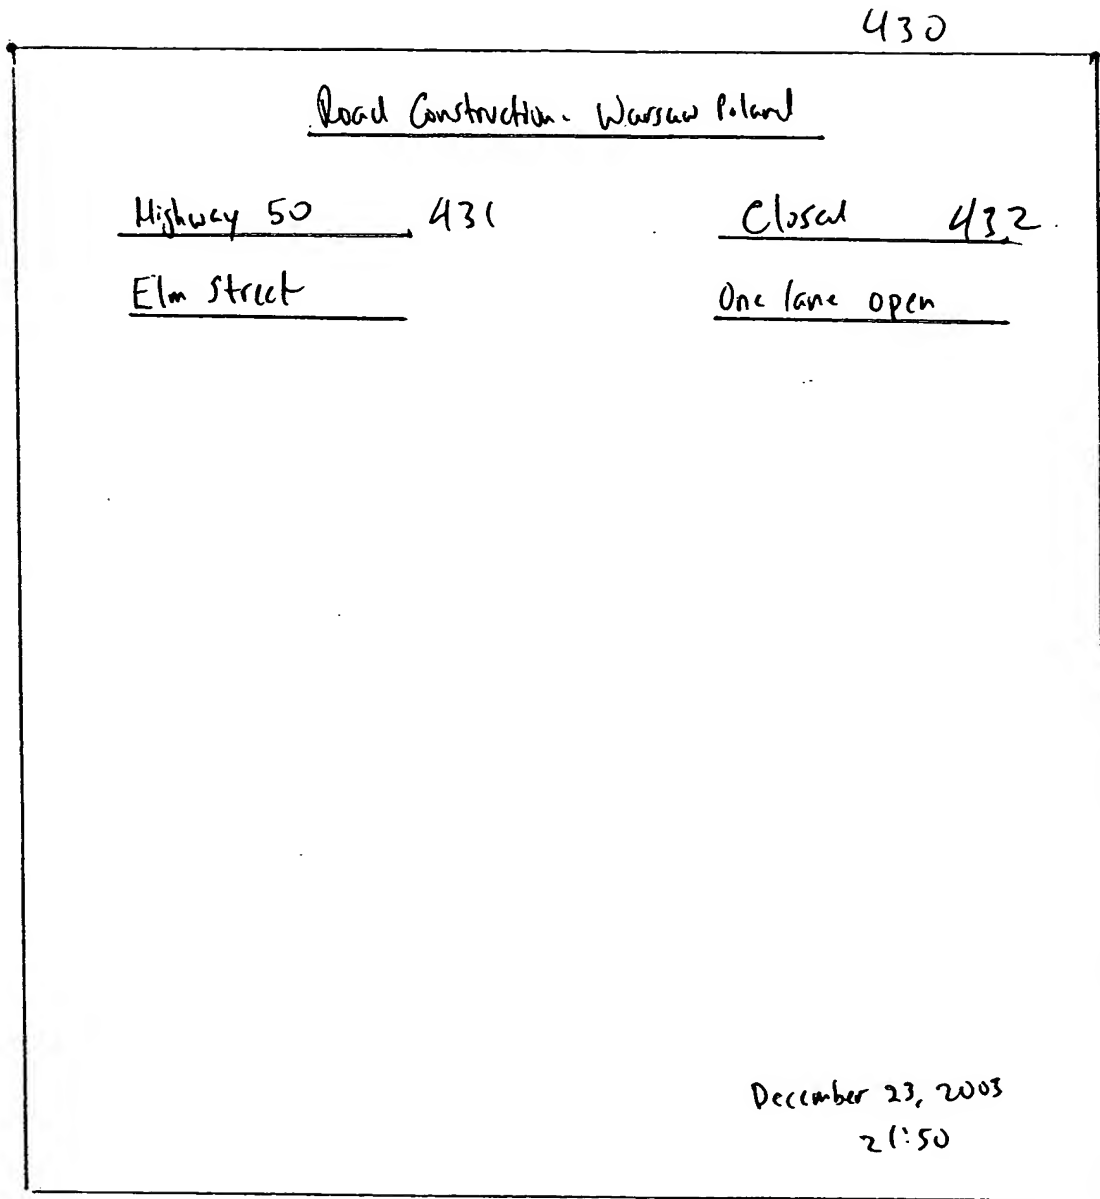 430
Road Construction - Warsaw Poland
Highway 50 431 Closed 432
Elm Street One lane open
December 23, 2003
21:50